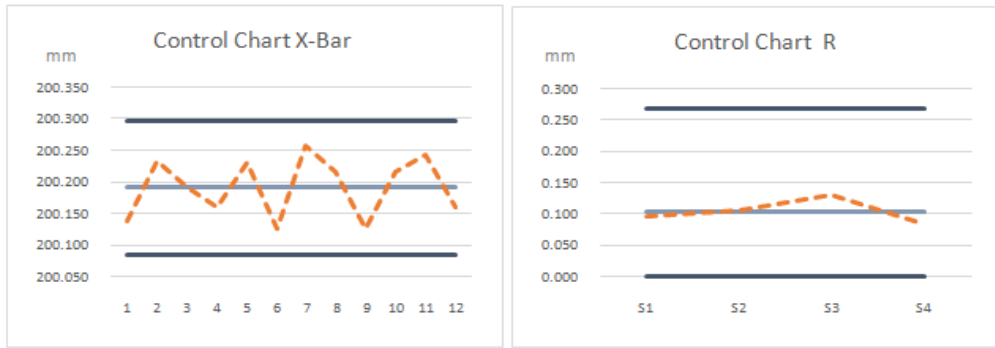 Control Chart X-Bar
mm
200.350
200.300
200.250
200.200
200.150
200.100
200.050
1 2 3 4 5 6 7 8 9 10 11 12
Control Chart R
mm
0.300
0.250
0.200
0.150
0.100
0.050
0.000
S1 S2 S3 S4